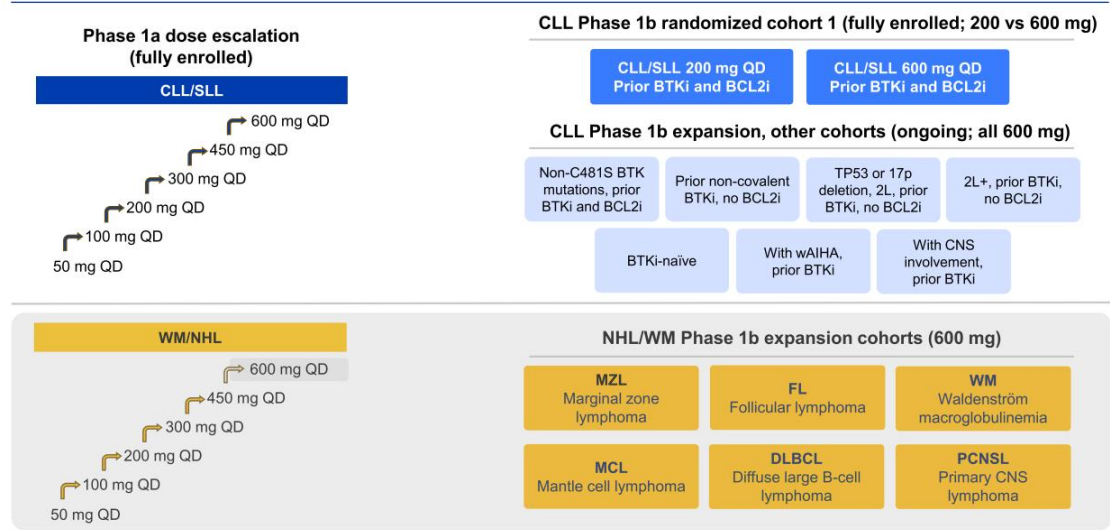 Phase 1a dose escalation
(fully enrolled)
CLL/SLL
600 mg QD
450 mg QD
300 mg QD
200 mg QD
100 mg QD
50 mg QD
CLL Phase 1b randomized cohort 1 (fully enrolled; 200 vs 600 mg)
CLL/SLL 200 mg QD
Prior BTKi and BCL2i
CLL/SLL 600 mg QD
Prior BTKi and BCL2i
CLL Phase 1b expansion, other cohorts (ongoing; all 600 mg)
Non-C481S BTK
mutations, prior
BTKi and BCL2i
Prior non-covalent
BTKi, no BCL2i
TP53 or 17p
deletion, 2L, prior
BTKi, no BCL2i
2L+, prior BTKi,
no BCL2i
BTKi-naïve
With wAIHA,
prior BTKi
With CNS
involvement,
prior BTKi
WM/NHL
600 mg QD
450 mg QD
300 mg QD
200 mg QD
100 mg QD
50 mg QD
NHL/WM Phase 1b expansion cohorts (600 mg)
MZL
Marginal zone
lymphoma
FL
Follicular lymphoma
WM
Waldenström
macroglobulinemia
MCL
Mantle cell lymphoma
DLBCL
Diffuse large B-cell
lymphoma
PCNSL
Primary CNS
lymphoma